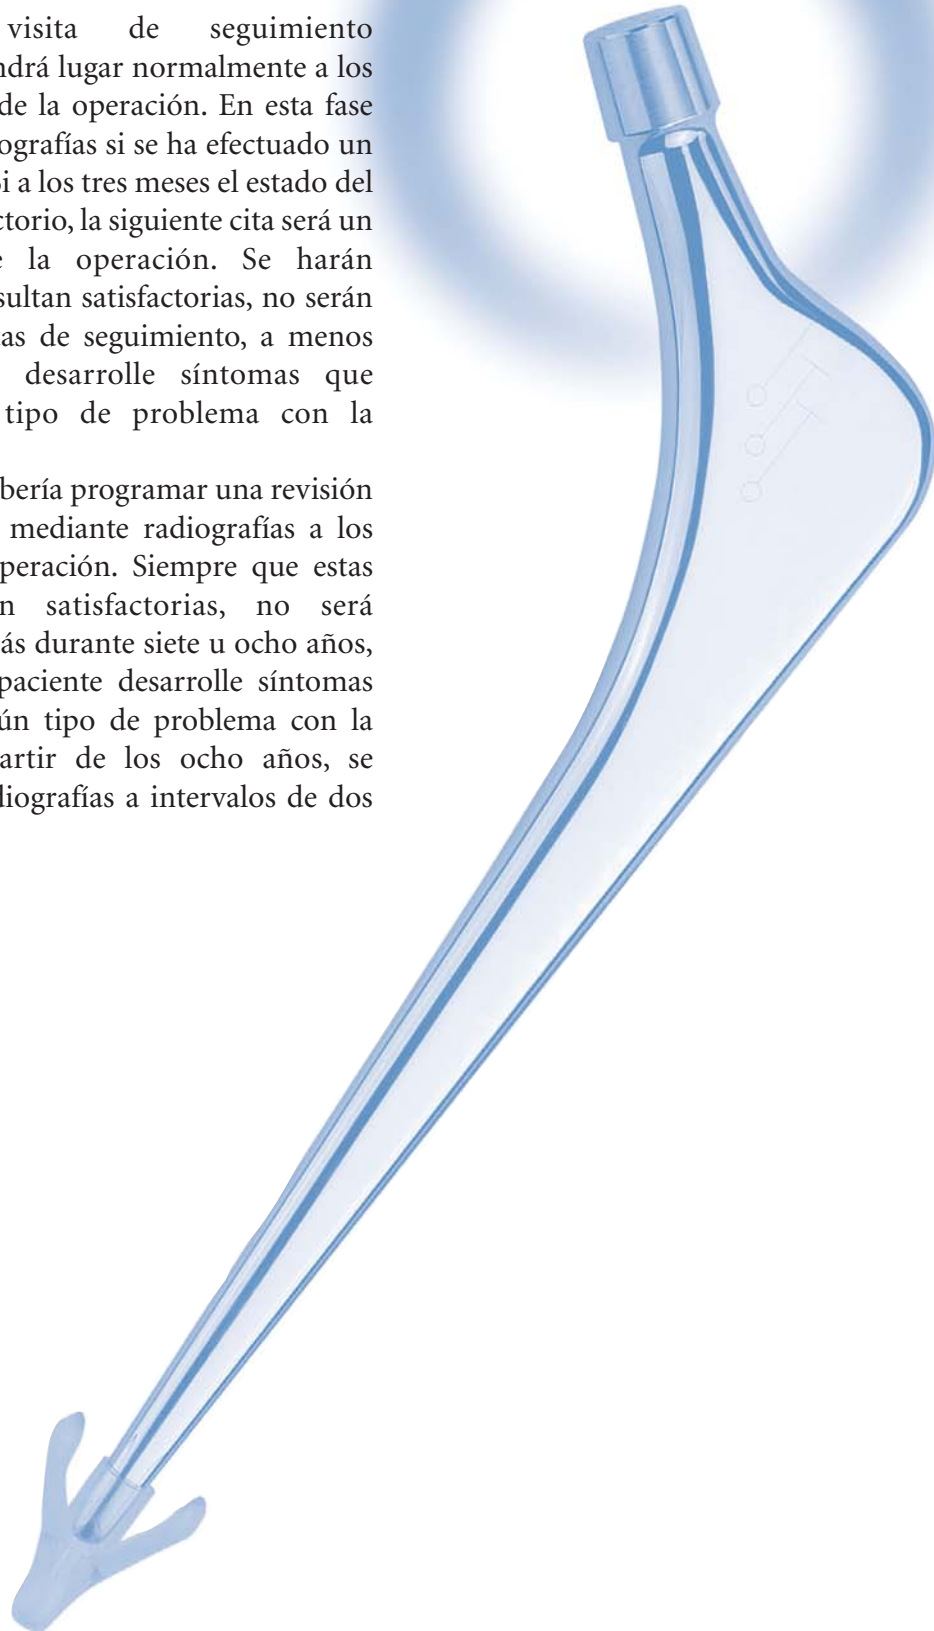 visita de seguimiento
ndrá lugar normalmente a los
de la operación. En esta fase
ografías si se ha efectuado un
i a los tres meses el estado del
ctorio, la siguiente cita será un
la operación. Se harán
sultan satisfactorias, no serán
as de seguimiento, a menos
desarrolle síntomas que
tipo de problema con la
bería programar una revisión
mediante radiografías a los
peración. Siempre que estas
n satisfactorias, no será
ás durante siete u ocho años,
paciente desarrolle síntomas
ún tipo de problema con la
artir de los ocho años, se
diografías a intervalos de dos